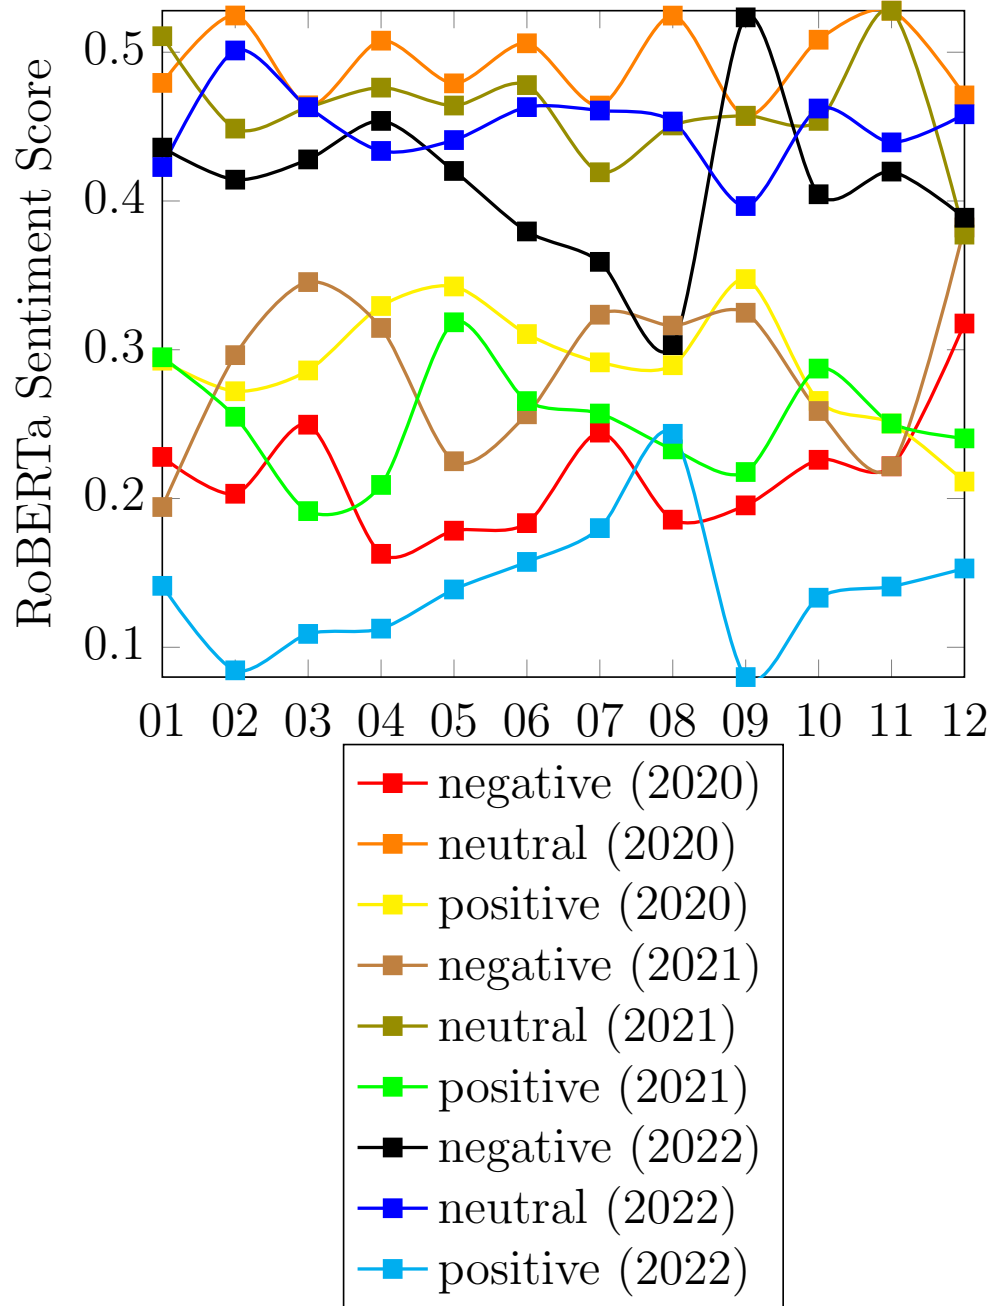 RoBERTa Sentiment Score
0.5
0.4
0.3
0.2
0.1
01 02 03 04 05 06 07 08 09 10 11 12
negative (2020)
neutral (2020)
positive (2020)
negative (2021)
neutral (2021)
positive (2021)
negative (2022)
neutral (2022)
positive (2022)